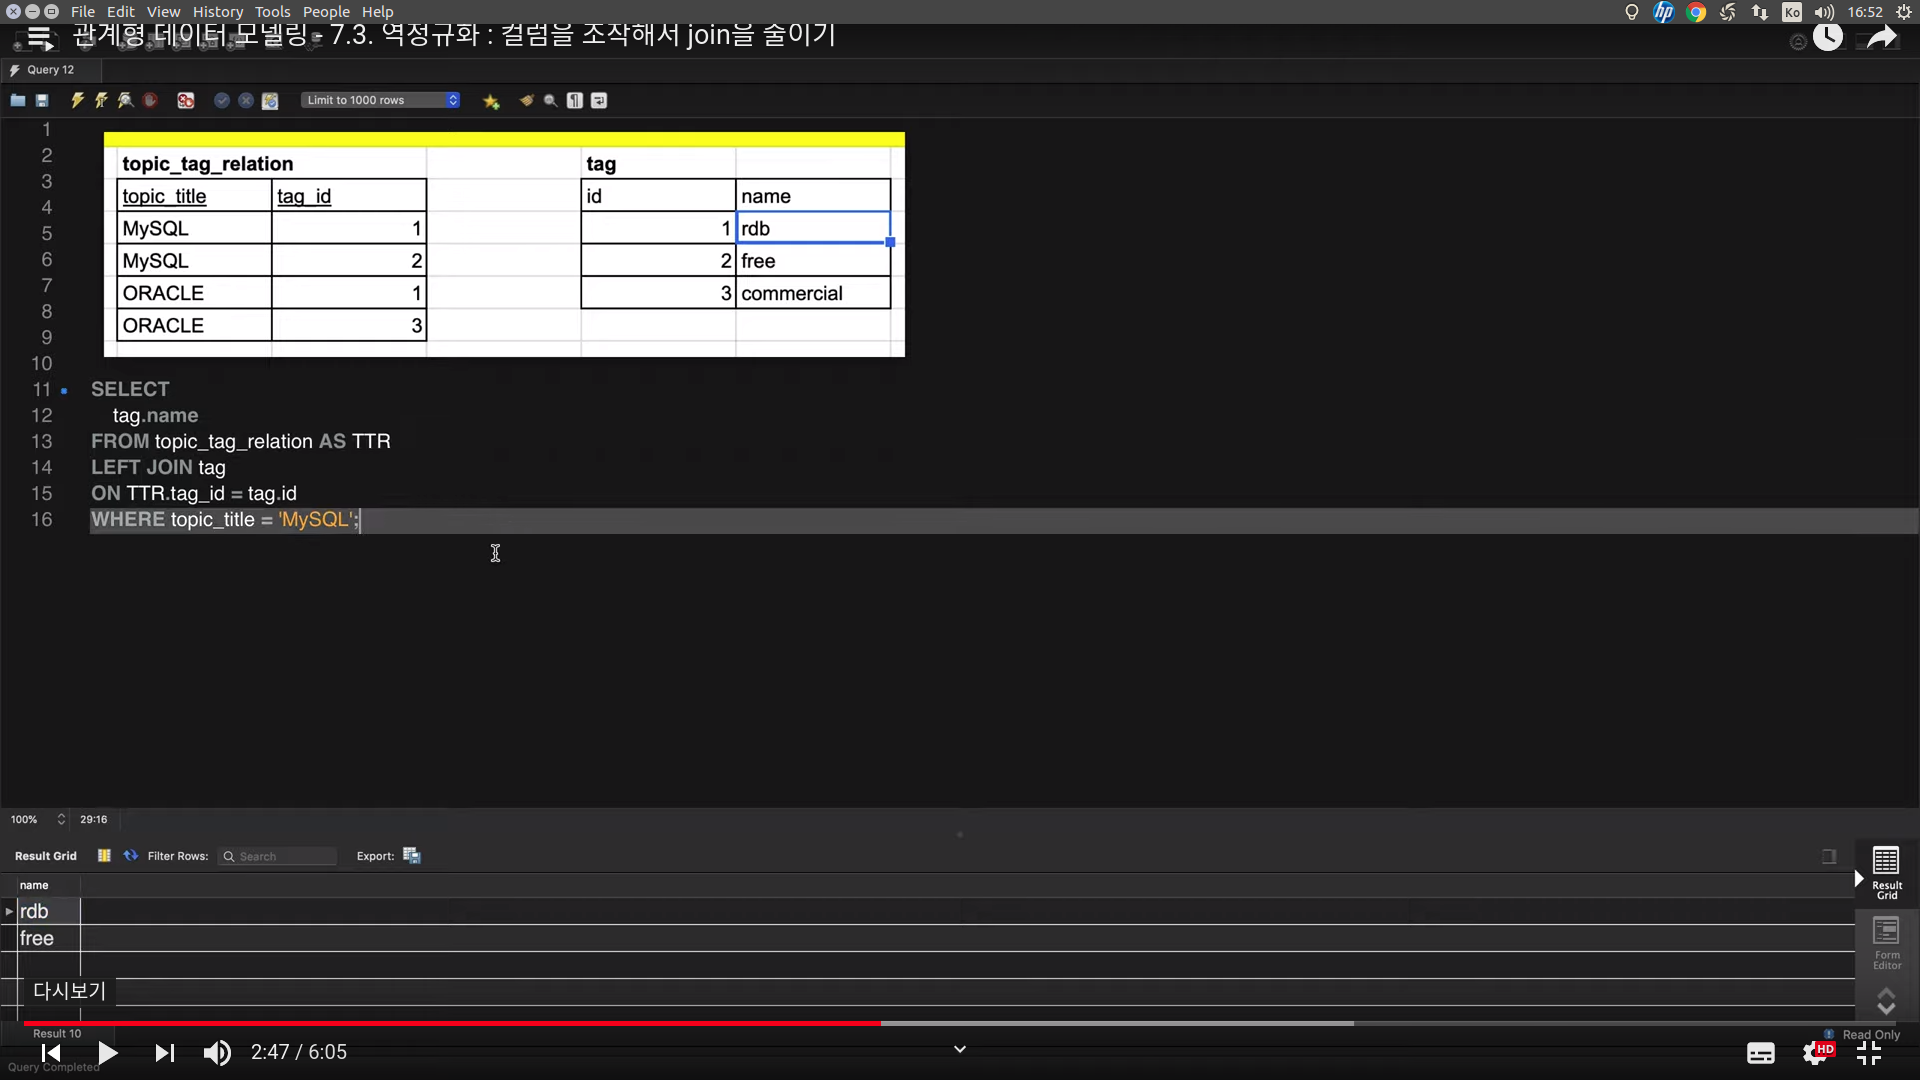 File Edit View History Tools People Help
Ko 16:52
관계형 데이터 모델링 - 7.3. 역정규화 : 컬럼을 조작해서 join을 줄이기
Query 12
Limit to 1000 rows
1
2
3
4
5
6
7
8
9
10
topic_tag_relation
topic_title tag_id
MySQL 1
MySQL 2
ORACLE 1
ORACLE 3
tag
id name
1 rdb
2 free
3 commercial
11 SELECT
12 tag.name
13 FROM topic_tag_relation AS TTR
14 LEFT JOIN tag
15 ON TTR.tag_id = tag.id
16 WHERE topic_title = 'MySQL';
100% 29:16
Result Grid Filter Rows: Search Export:
name
rdb
free
Result
Grid
Form
Editor
다시보기
Result 10 Read Only
2:47 / 6:05 HD
Query Completed